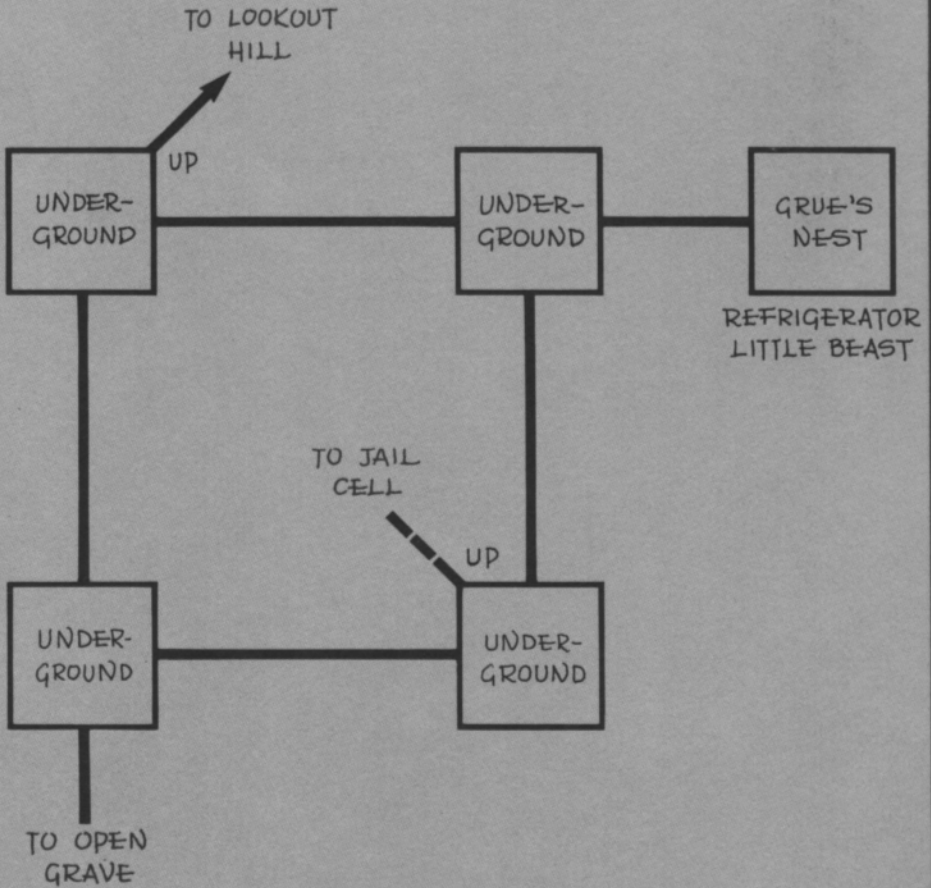 TO LOOKOUT
HILL
UP
UNDER-
GROUND
UNDER-
GROUND
GRUE'S
NEST
REFRIGERATOR
LITTLE BEAST
TO JAIL
CELL
UP
UNDER-
GROUND
UNDER-
GROUND
TO OPEN
GRAVE